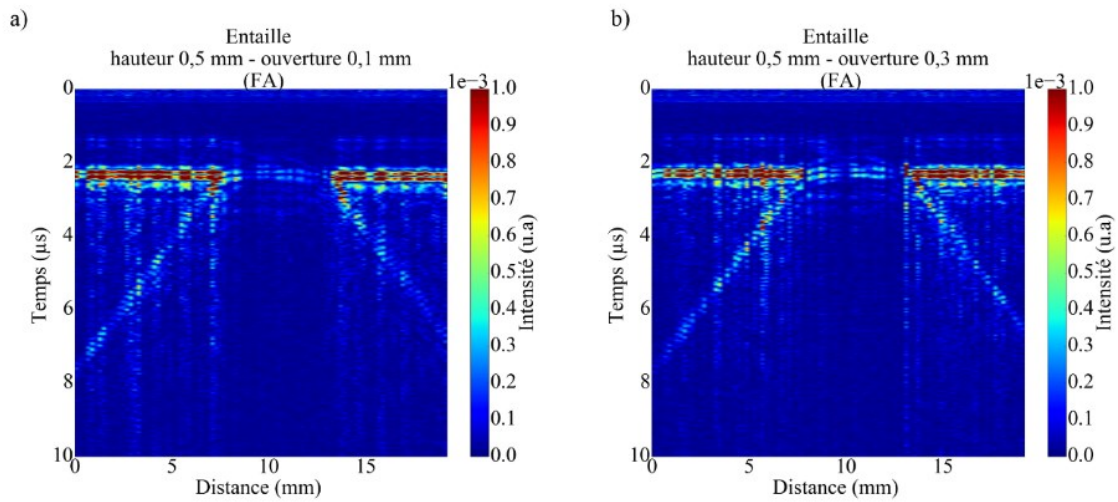 a)
Entaille
hauteur 0,5 mm - ouverture 0,1 mm
(FA)
1e−3
0
2
4
6
8
10
Temps (µs)
0
5
10
15
Distance (mm)
1.0
0.9
0.8
0.7
0.6
0.5
0.4
0.3
0.2
0.1
0.0
Intensité (u.a)
b)
Entaille
hauteur 0,5 mm - ouverture 0,3 mm
(FA)
1e−3
0
2
4
6
8
10
Temps (µs)
0
5
10
15
Distance (mm)
1.0
0.9
0.8
0.7
0.6
0.5
0.4
0.3
0.2
0.1
0.0
Intensité (u.a)